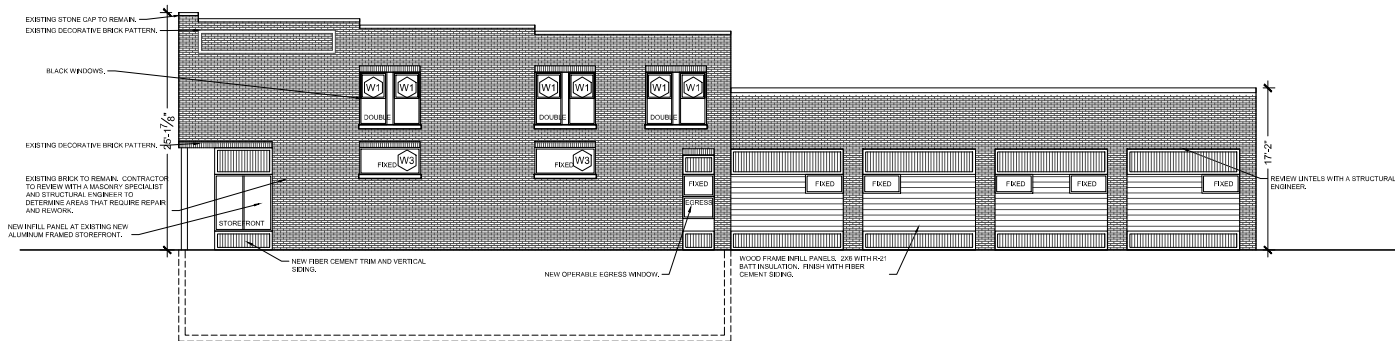 EXISTING STONE CAP TO REMAIN.
EXISTING DECORATIVE BRICK PATTERN.
BLACK WINDOWS.
W1 W1
W1 W1
W1 W1
DOUBLE
DOUBLE
DOUBLE
25'-1⅞"
17'-2"
EXISTING DECORATIVE BRICK PATTERN.
FIXED W3
FIXED W3
REVIEW LINTELS WITH A STRUCTURAL
ENGINEER.
EXISTING BRICK TO REMAIN. CONTRACTOR
TO REVIEW WITH A MASONRY SPECIALIST
AND STRUCTURAL ENGINEER TO
DETERMINE AREAS THAT REQUIRE REPAIR
AND REWORK.
FIXED
FIXED
FIXED
FIXED
FIXED
FIXED
EGRESS
NEW INFILL PANEL AT EXISTING NEW
ALUMINUM FRAMED STOREFRONT.
STOREFRONT
NEW FIBER CEMENT TRIM AND VERTICAL
SIDING.
NEW OPERABLE EGRESS WINDOW.
WOOD FRAME INFILL PANELS. 2X6 WITH R-21
BATT INSULATION. FINISH WITH FIBER
CEMENT SIDING.